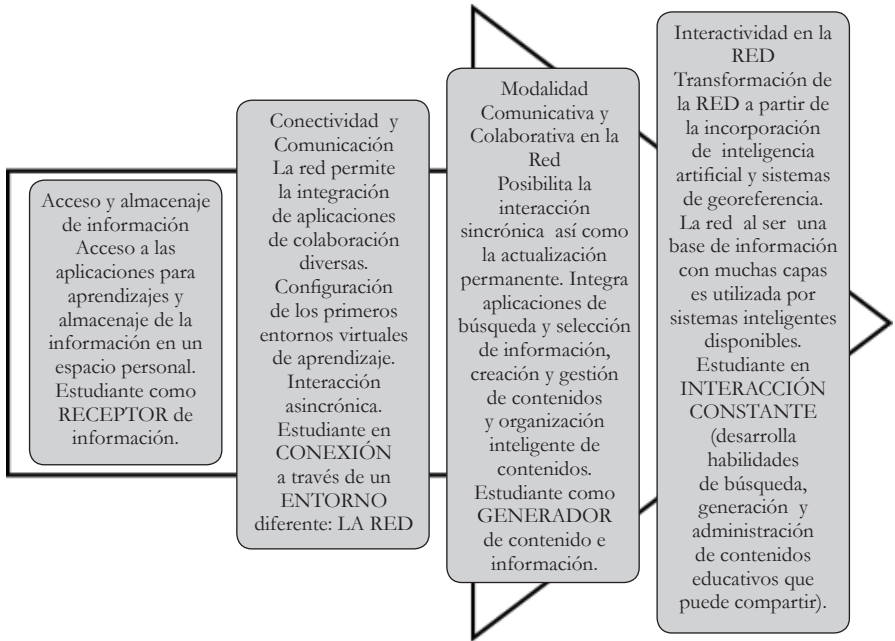 Acceso y almacenaje
de información
Acceso a las
aplicaciones para
aprendizajes y
almacenaje de la
información en un
espacio personal.
Estudiante como
RECEPTOR de
información.
Conectividad y
Comunicación
La red permite
la integración
de aplicaciones
de colaboración
diversas.
Configuración
de los primeros
entornos virtuales
de aprendizaje.
Interacción
asincrónica.
Estudiante en
CONEXIÓN
a través de un
ENTORNO
diferente: LA RED
Modalidad
Comunicativa y
Colaborativa en la
Red
Posibilita la
interacción
sincrónica así como
la actualización
permanente. Integra
aplicaciones de
búsqueda y selección
de información,
creación y gestión
de contenidos
y organización
inteligente de
contenidos.
Estudiante como
GENERADOR
de contenido e
información.
Interactividad en la
RED
Transformación de
la RED a partir de
la incorporación
de inteligencia
artificial y sistemas
de georeferencia.
La red al ser una
base de información
con muchas capas
es utilizada por
sistemas inteligentes
disponibles.
Estudiante en
INTERACCIÓN
CONSTANTE
(desarrolla
habilidades
de búsqueda,
generación y
administración
de contenidos
educativos que
puede compartir).